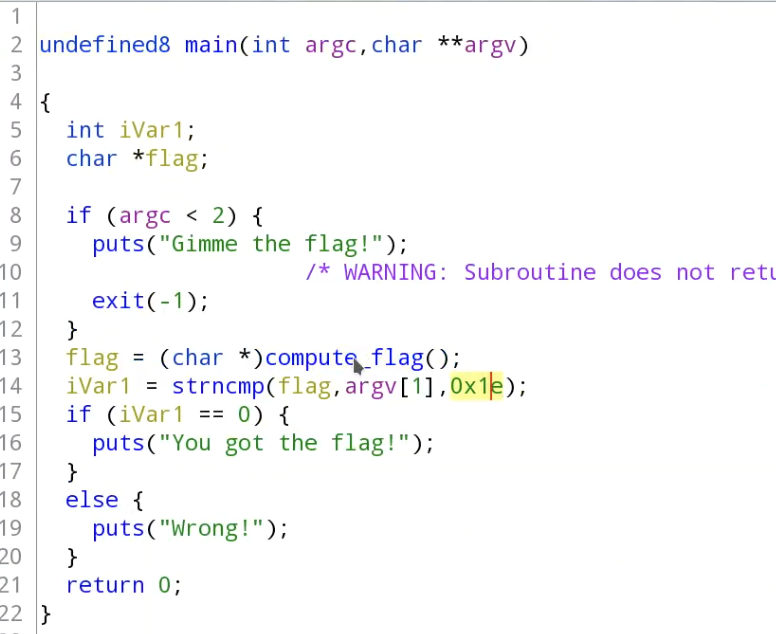 1
2 undefined8 main(int argc,char **argv)
3
4 {
5 int iVar1;
6 char *flag;
7
8 if (argc < 2) {
9 puts("Gimme the flag!");
10 /* WARNING: Subroutine does not retu
11 exit(-1);
12 }
13 flag = (char *)compute_flag();
14 iVar1 = strncmp(flag,argv[1],0x1e);
15 if (iVar1 == 0) {
16 puts("You got the flag!");
17 }
18 else {
19 puts("Wrong!");
20 }
21 return 0;
22 }